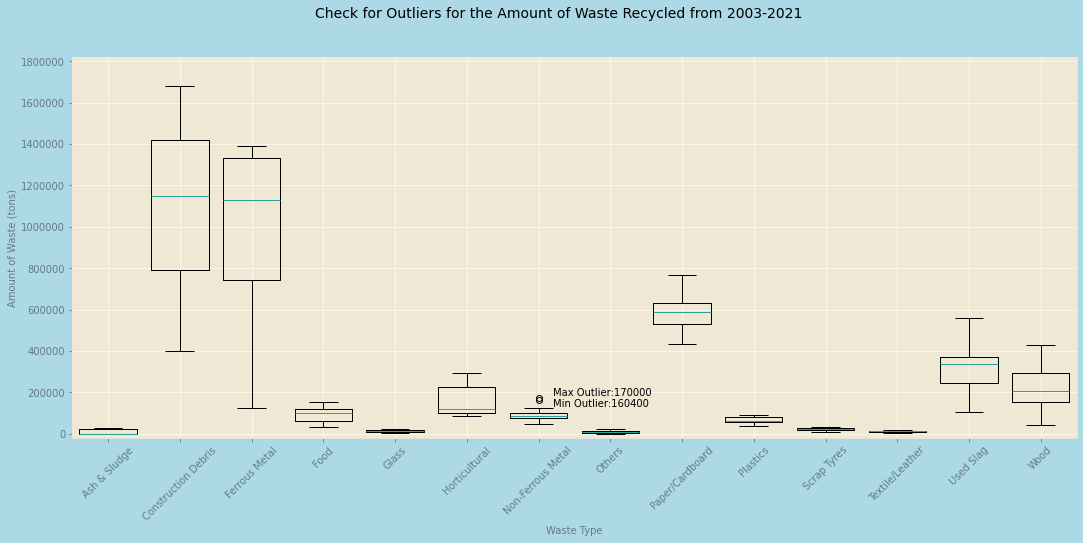 Check for Outliers for the Amount of Waste Recycled from 2003-2021
1800000
1600000
1400000
1200000
1000000
800000
600000
400000
200000
0
Amount of Waste (tons)
Max Outlier:170000
Min Outlier:160400
Ash & Sludge
Construction Debris
Ferrous Metal
Food
Glass
Horticultural
Non-Ferrous Metal
Others
Paper/Cardboard
Plastics
Scrap Tyres
Textile/Leather
Used Slag
Wood
Waste Type